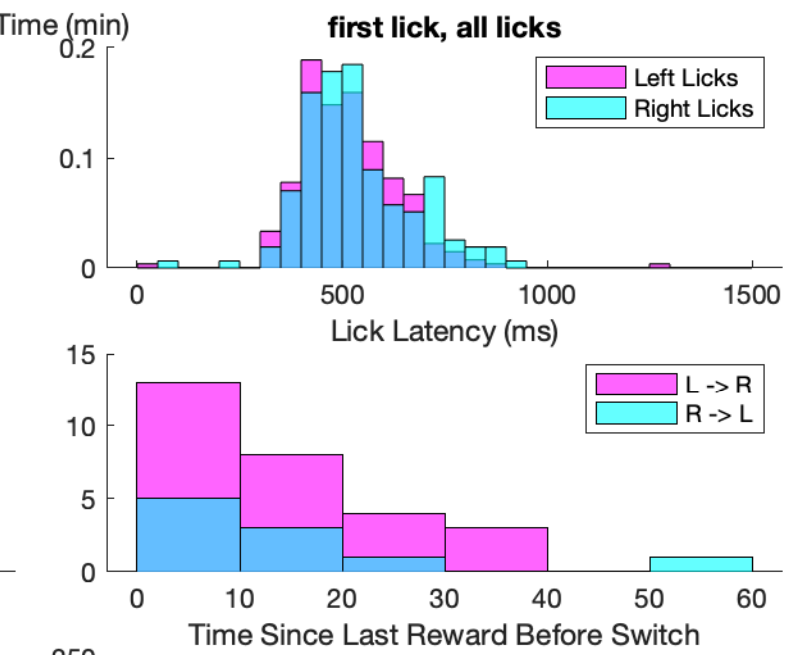 Time (min)
first lick, all licks
0.2
0.1
0
Left Licks
Right Licks
0
500
1000
1500
Lick Latency (ms)
15
10
5
0
L -> R
R -> L
0
10
20
30
40
50
60
Time Since Last Reward Before Switch